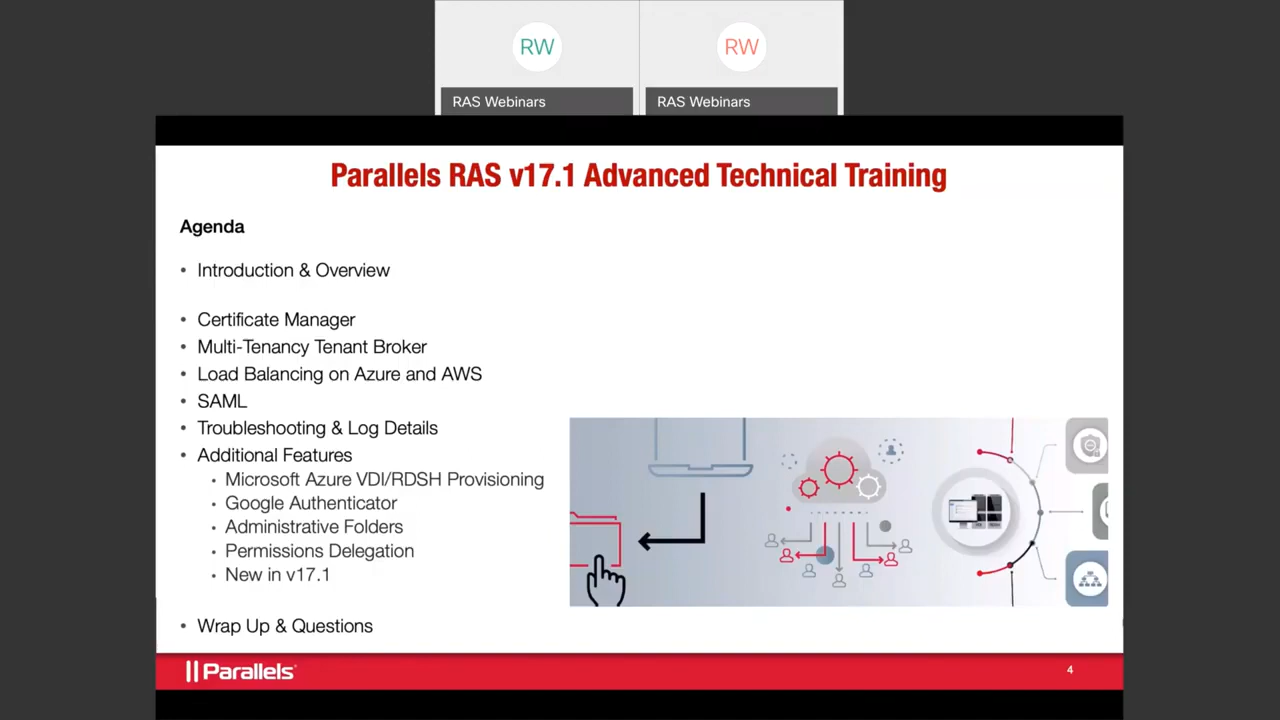 RW
RW
RAS Webinars
RAS Webinars
Parallels RAS v17.1 Advanced Technical Training
Agenda
• Introduction & Overview
• Certificate Manager
• Multi-Tenancy Tenant Broker
• Load Balancing on Azure and AWS
• SAML
• Troubleshooting & Log Details
• Additional Features
• Microsoft Azure VDI/RDSH Provisioning
• Google Authenticator
• Administrative Folders
• Permissions Delegation
• New in v17.1
• Wrap Up & Questions
Parallels
4